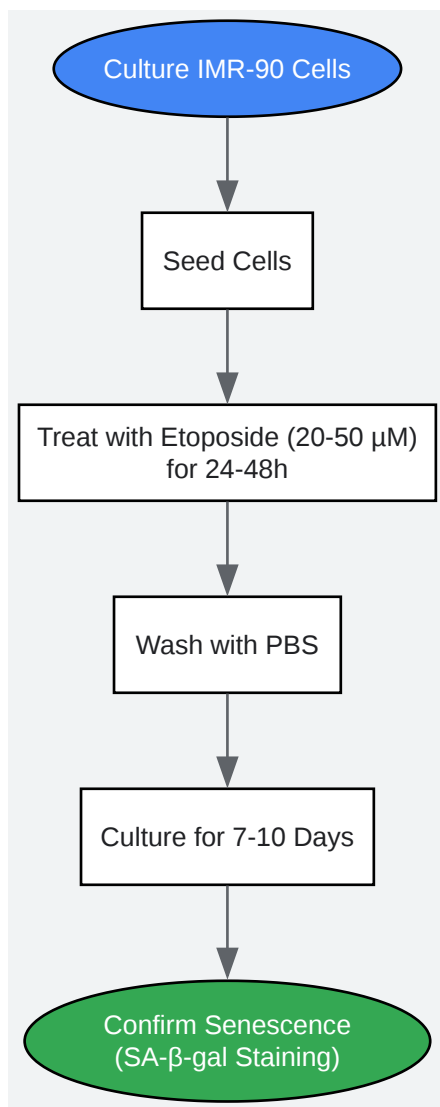 Culture IMR-90 Cells
Seed Cells
Treat with Etoposide (20-50 µM)
for 24-48h
Wash with PBS
Culture for 7-10 Days
Confirm Senescence
(SA-β-gal Staining)